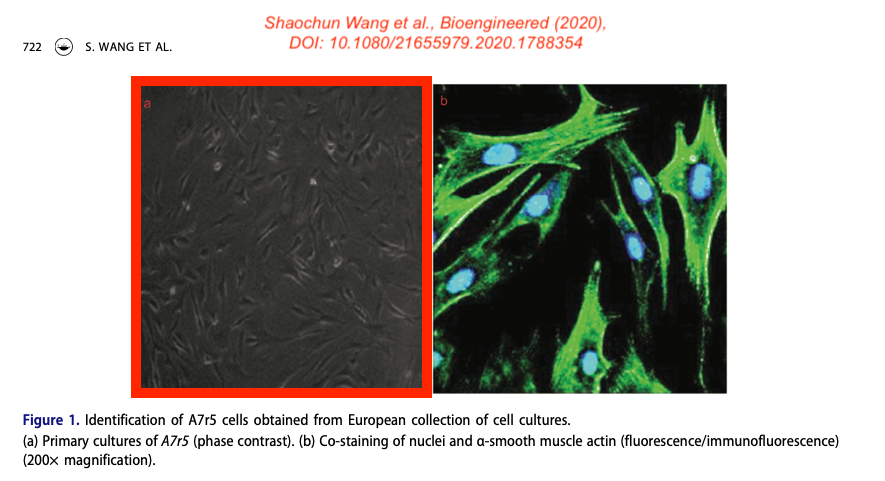 Shaochun Wang et al., Bioengineered (2020),
DOI: 10.1080/21655979.2020.1788354
722 S. WANG ET AL.
a
b
Figure 1. Identification of A7r5 cells obtained from European collection of cell cultures.
(a) Primary cultures of A7r5 (phase contrast). (b) Co-staining of nuclei and α-smooth muscle actin (fluorescence/immunofluorescence)
(200× magnification).